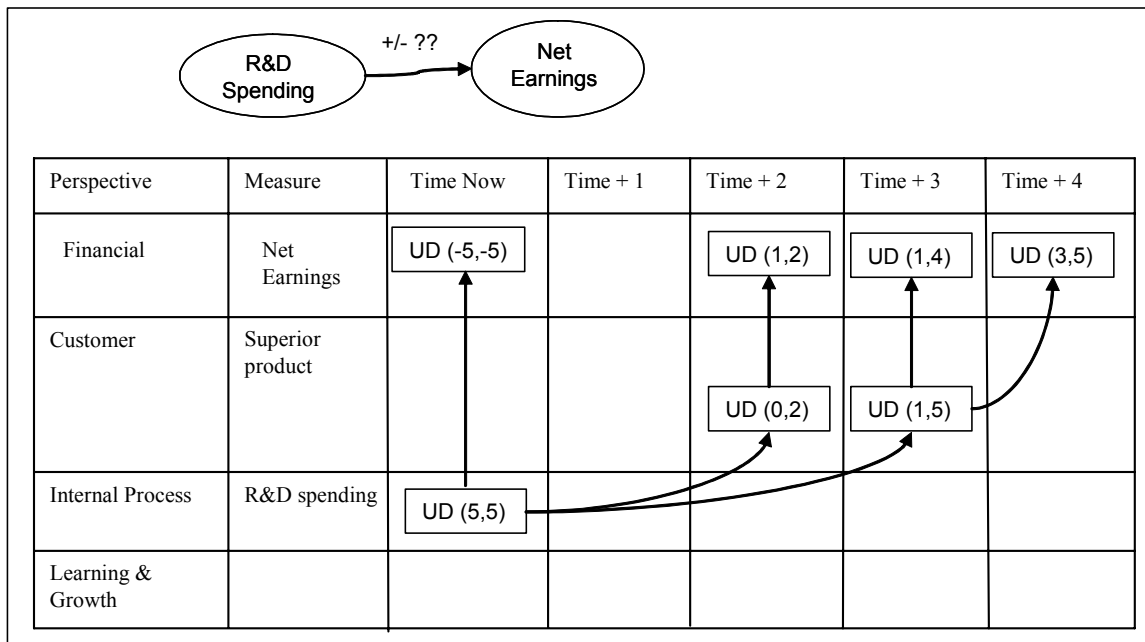 +/- ??
R&D
Spending
Net
Earnings
Perspective Measure Time Now Time + 1 Time + 2 Time + 3 Time + 4
Financial Net
Earnings UD (-5,-5) UD (1,2) UD (1,4) UD (3,5)
Customer Superior
product
UD (0,2) UD (1,5)
Internal Process R&D spending
UD (5,5)
Learning &
Growth